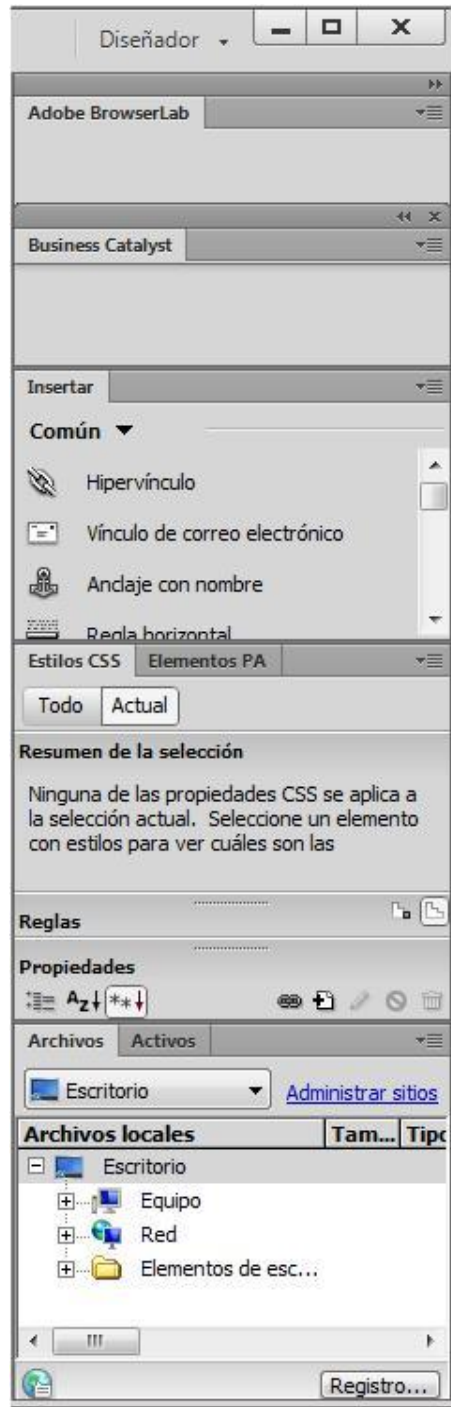 Diseñador
Adobe BrowserLab
Business Catalyst
Insertar
Común
Hipervínculo
Vínculo de correo electrónico
Anclaje con nombre
Regla horizontal
Estilos CSS Elementos PA
Todo Actual
Resumen de la selección
Ninguna de las propiedades CSS se aplica a
la selección actual. Seleccione un elemento
con estilos para ver cuáles son las
Reglas
Propiedades
Archivos Activos
Escritorio Administrar sitios
Archivos locales Tam... Tipo
Escritorio
Equipo
Red
Elementos de esc...
Registro...